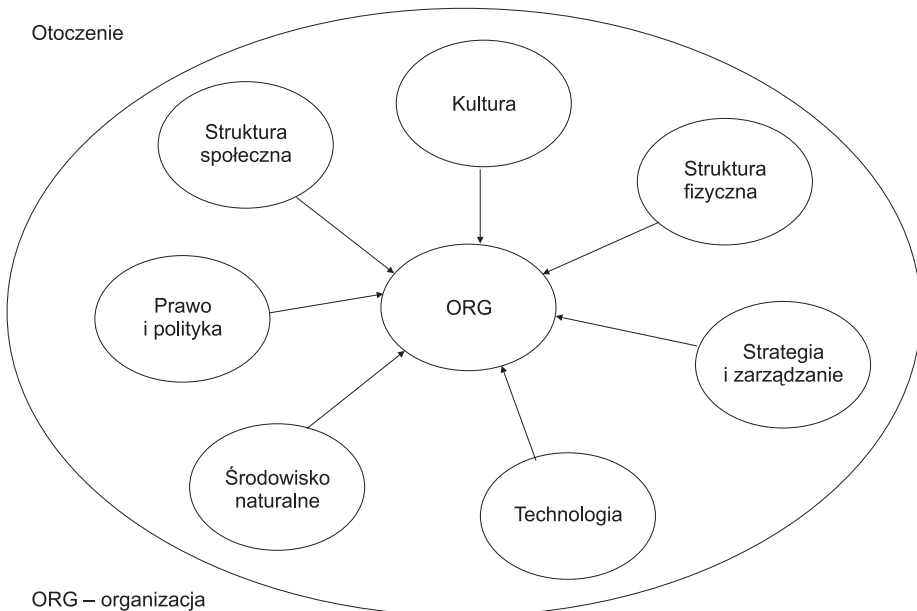 Otoczenie
Kultura
Struktura
społeczna
Struktura
fizyczna
Prawo
i polityka
ORG
Strategia
i zarządzanie
Środowisko
naturalne
Technologia
ORG – organizacja